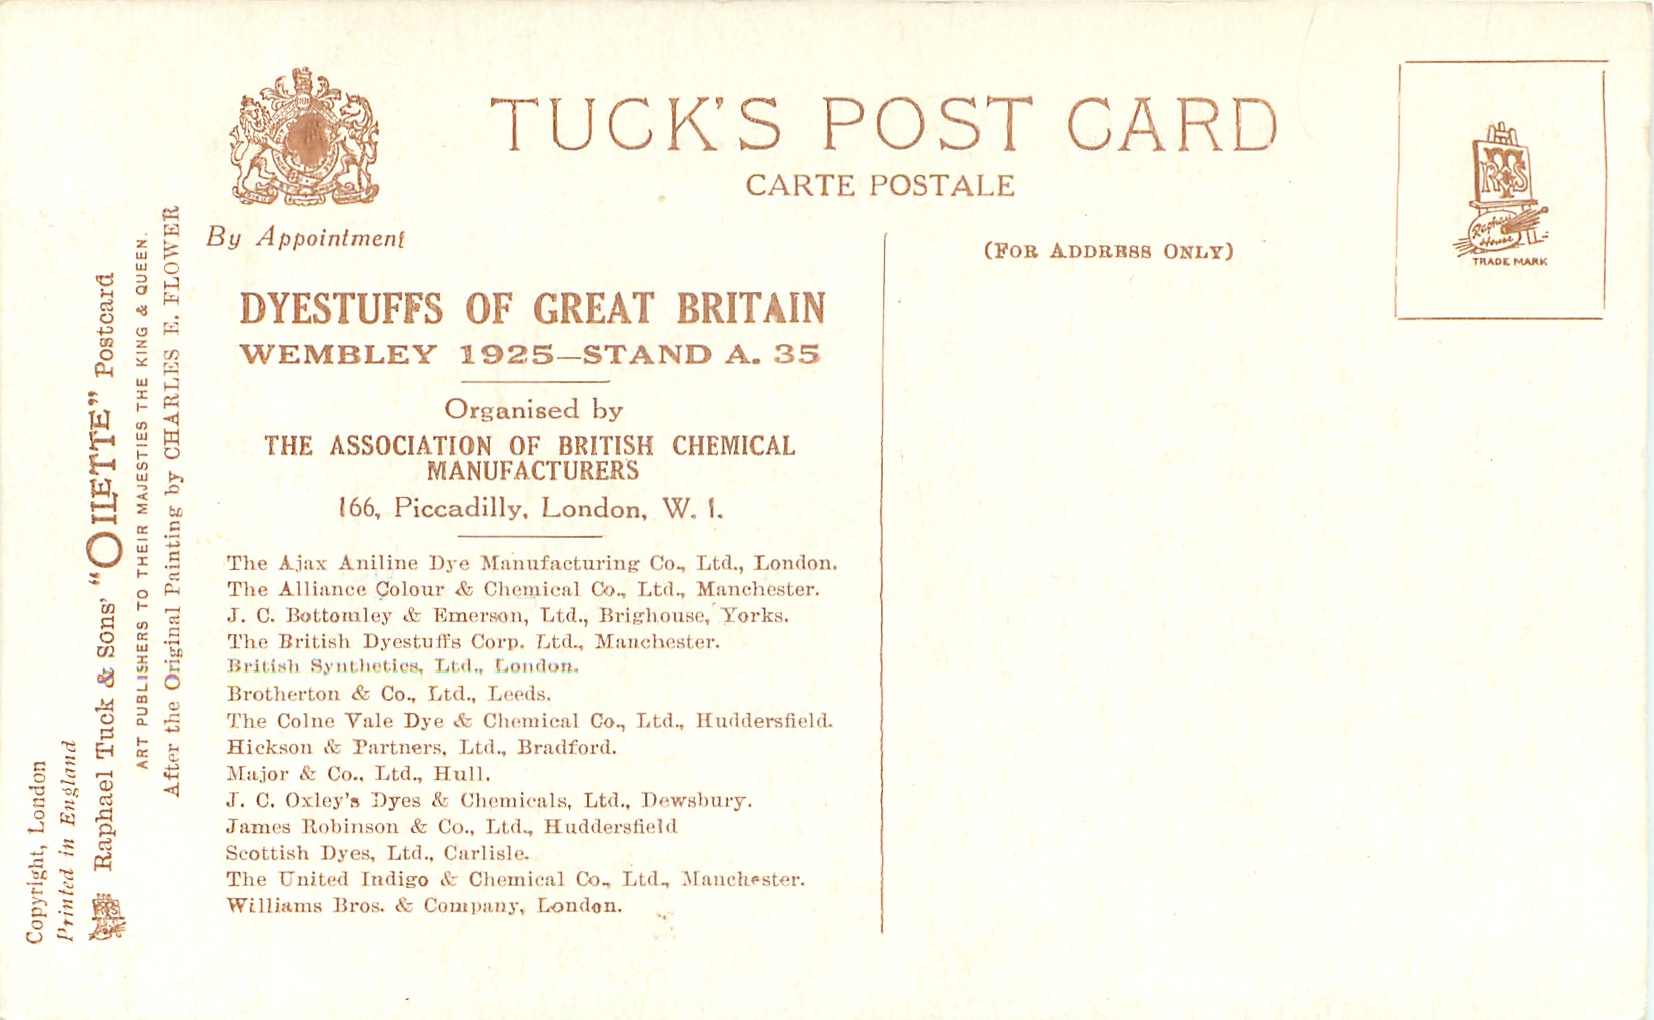 TUCK'S POST CARD
CARTE POSTALE
By Appointment
(FOR ADDRESS ONLY)
RTS
Raphael House
TRADE MARK
DYESTUFFS OF GREAT BRITAIN
WEMBLEY 1925—STAND A. 35
Organised by
THE ASSOCIATION OF BRITISH CHEMICAL
MANUFACTURERS
166, Piccadilly, London, W. 1.
The Ajax Aniline Dye Manufacturing Co., Ltd., London.
The Alliance Colour & Chemical Co., Ltd., Manchester.
J. C. Bottomley & Emerson, Ltd., Brighouse, Yorks.
The British Dyestuffs Corp. Ltd., Manchester.
British Synthetics, Ltd., London.
Brotherton & Co., Ltd., Leeds.
The Colne Vale Dye & Chemical Co., Ltd., Huddersfield.
Hickson & Partners, Ltd., Bradford.
Major & Co., Ltd., Hull.
J. C. Oxley's Dyes & Chemicals, Ltd., Dewsbury.
James Robinson & Co., Ltd., Huddersfield
Scottish Dyes, Ltd., Carlisle.
The United Indigo & Chemical Co., Ltd., Manchester.
Williams Bros. & Company, London.
Copyright, London
Printed in England
Raphael Tuck & Sons' "OILETTE" Postcard
ART PUBLISHERS TO THEIR MAJESTIES THE KING & QUEEN.
After the Original Painting by CHARLES E. FLOWER